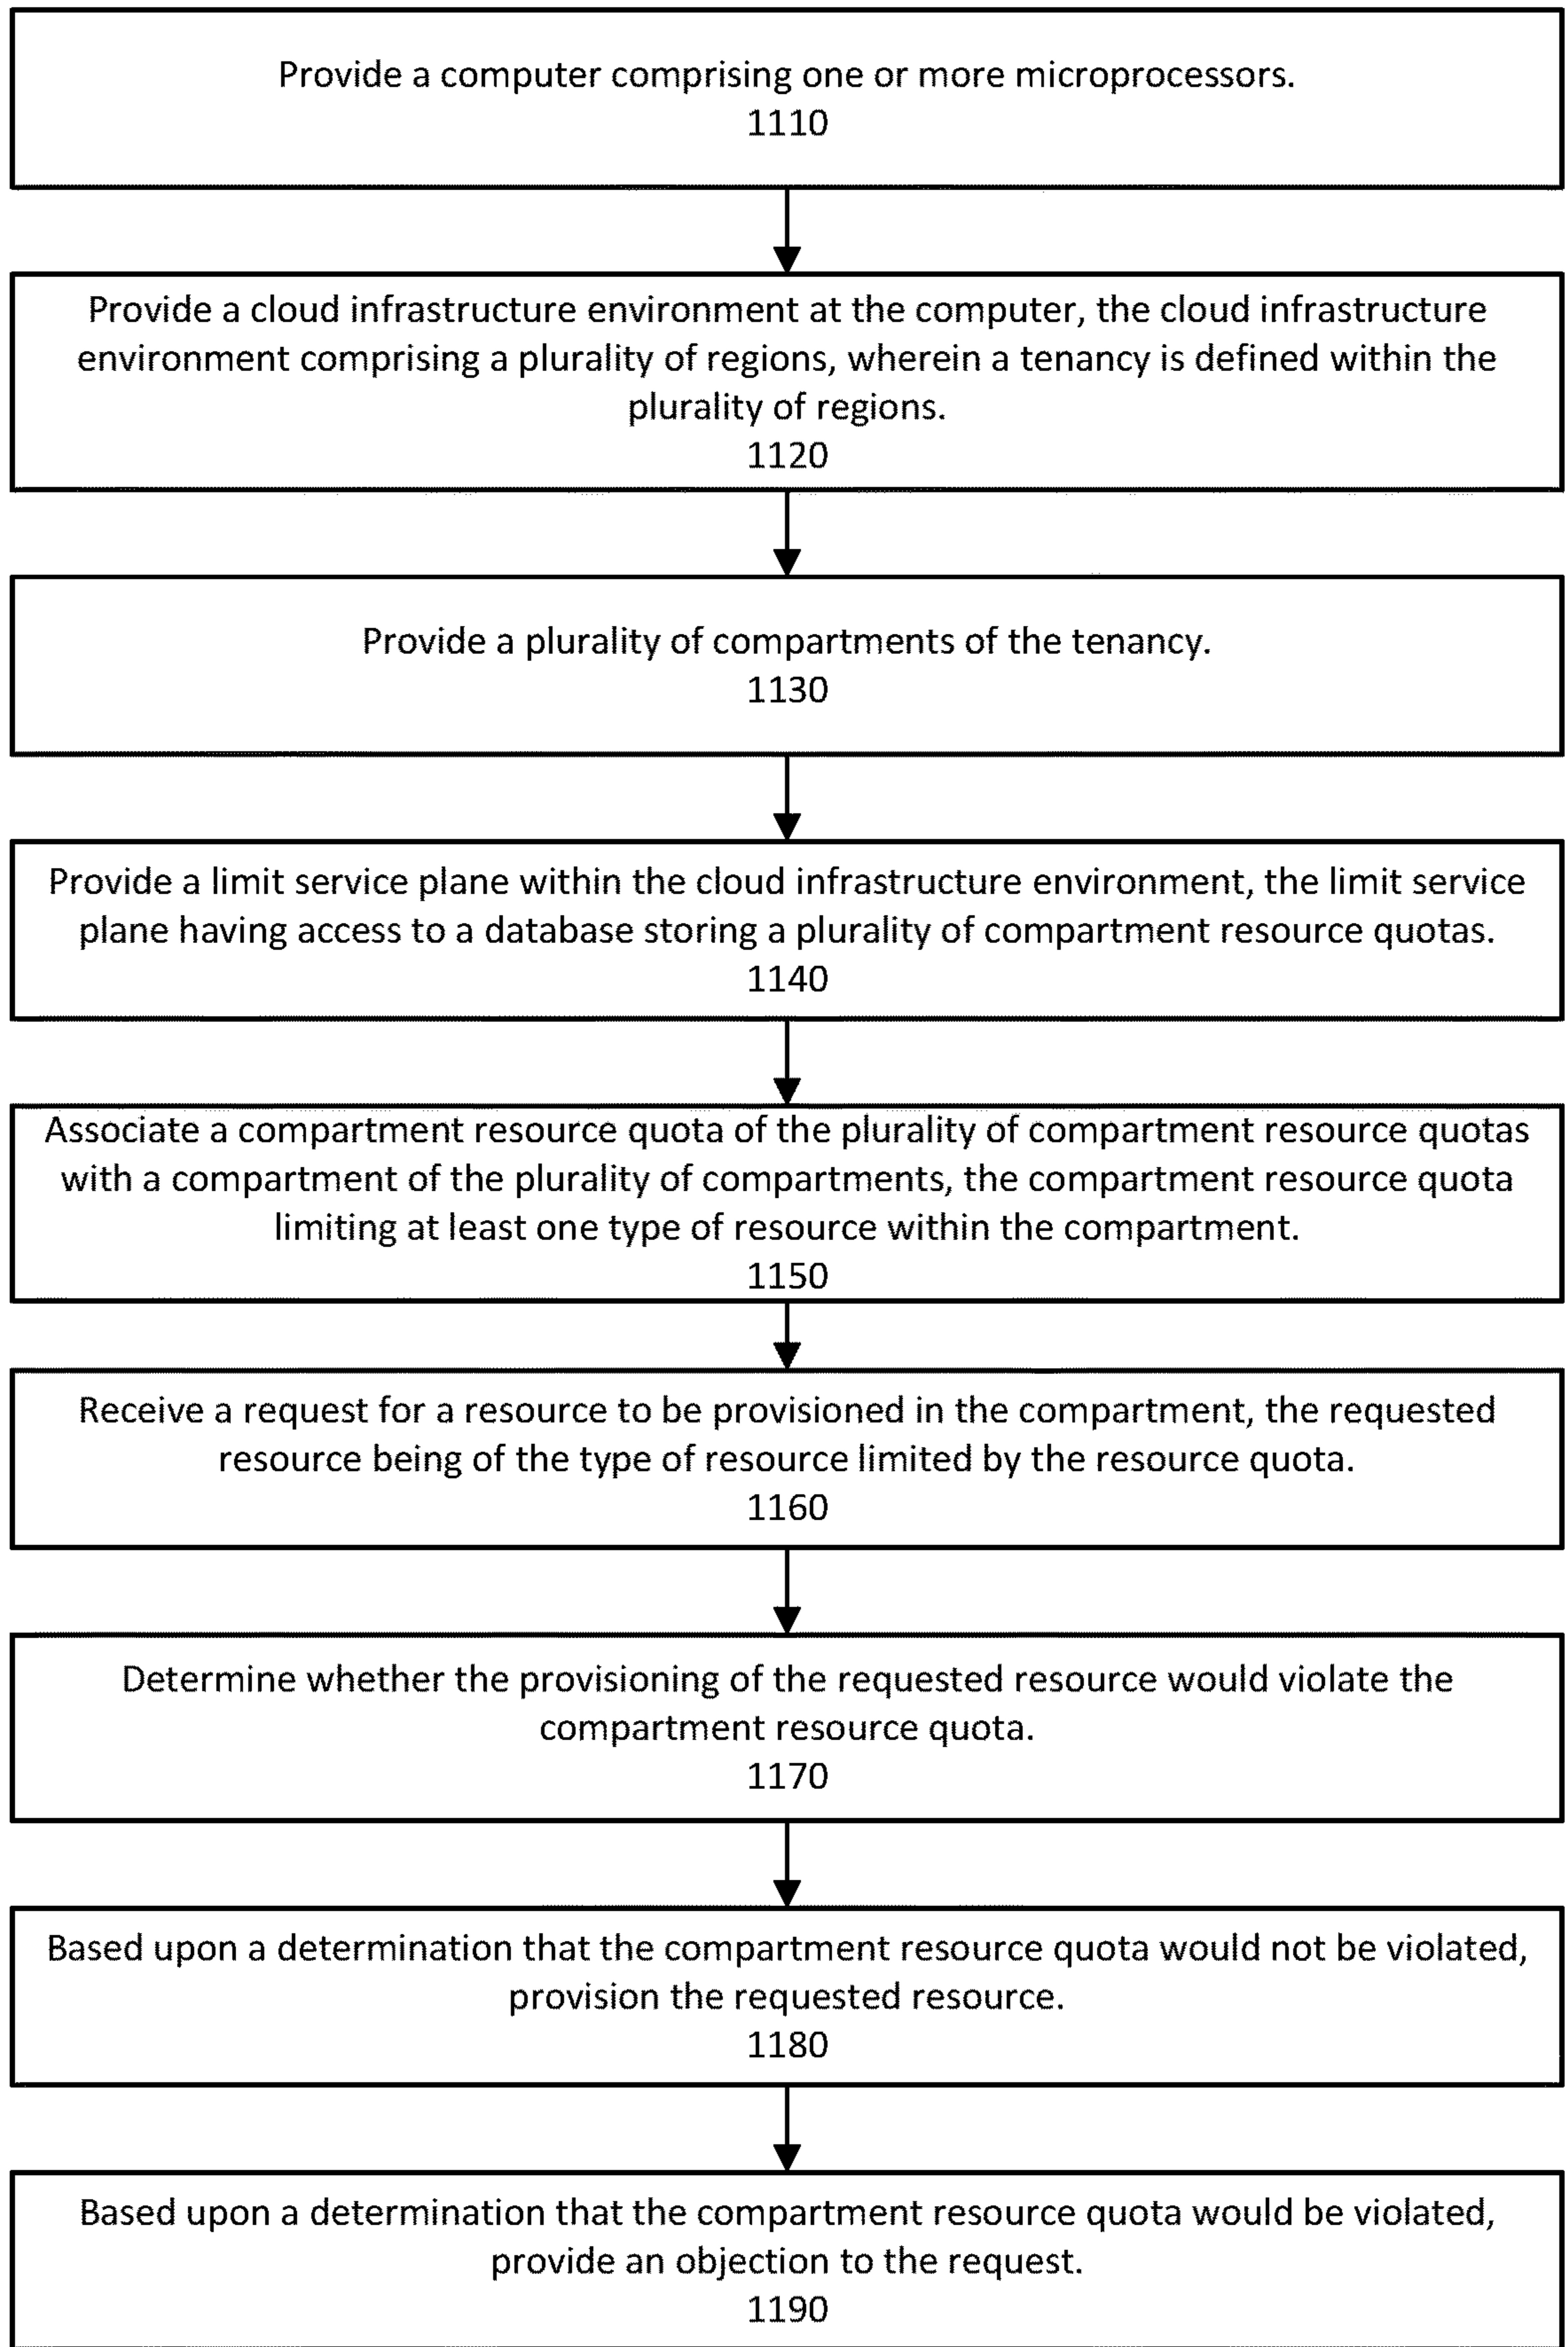 Provide a computer comprising one or more microprocessors.
1110
Provide a cloud infrastructure environment at the computer, the cloud infrastructure
environment comprising a plurality of regions, wherein a tenancy is defined within the
plurality of regions.
1120
Provide a plurality of compartments of the tenancy.
1130
Provide a limit service plane within the cloud infrastructure environment, the limit service
plane having access to a database storing a plurality of compartment resource quotas.
1140
Associate a compartment resource quota of the plurality of compartment resource quotas
with a compartment of the plurality of compartments, the compartment resource quota
limiting at least one type of resource within the compartment.
1150
Receive a request for a resource to be provisioned in the compartment, the requested
resource being of the type of resource limited by the resource quota.
1160
Determine whether the provisioning of the requested resource would violate the
compartment resource quota.
1170
Based upon a determination that the compartment resource quota would not be violated,
provision the requested resource.
1180
Based upon a determination that the compartment resource quota would be violated,
provide an objection to the request.
1190